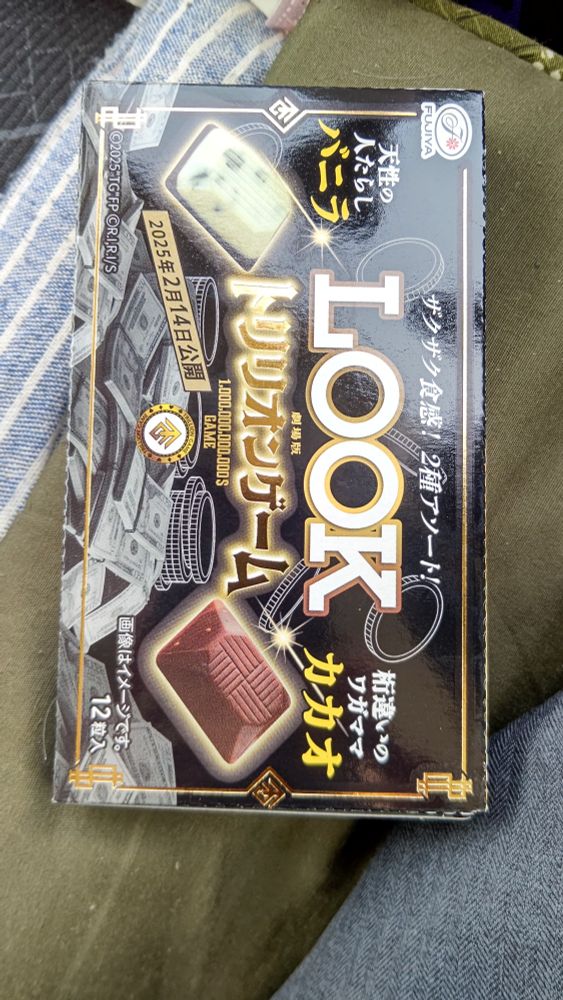 FUJIYA
ザクザク食感！2種アソート！
天性の
人たらし
バニラ
LOOK
桁違いの
ワガママ
カカオ
劇場版
トリリオンゲーム
1,000,000,000,000$
GAME
2025年2月14日公開
©2025'TG'FP ©R.I.R.I/S
画像はイメージです。
12粒入